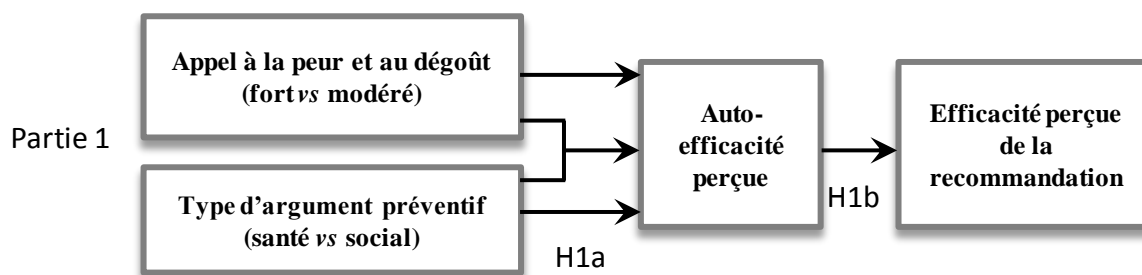 Partie 1
Appel à la peur et au dégoût
(fort vs modéré)
Type d'argument préventif
(santé vs social)
H1a
Auto-
efficacité
perçue
H1b
Efficacité perçue
de la
recommandation